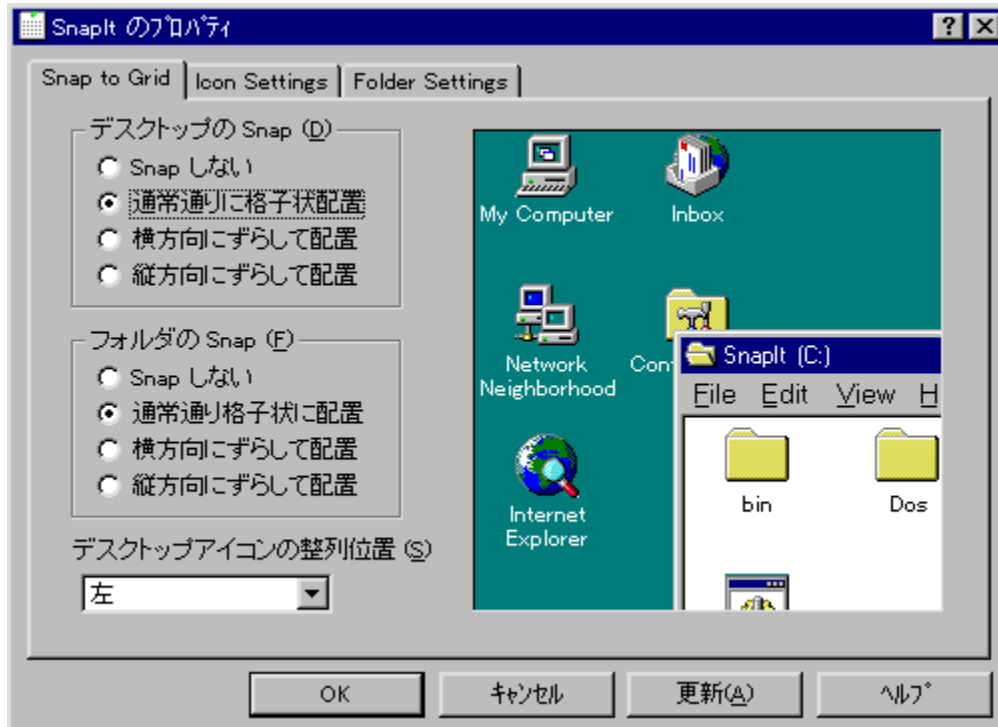 SnapIt のﾌﾟﾛﾊﾟﾃｨ
Snap to Grid
Icon Settings
Folder Settings
デスクトップの Snap (D)
Snap しない
通常通りに格子状配置
横方向にずらして配置
縦方向にずらして配置
フォルダの Snap (F)
Snap しない
通常通り格子状に配置
横方向にずらして配置
縦方向にずらして配置
デスクトップアイコンの整列位置 (S)
左
My Computer
Inbox
Network
Neighborhood
Con
Internet
Explorer
SnapIt (C:)
File Edit View H
bin
Dos
OK
ｷｬﾝｾﾙ
更新(A)
ﾍﾙﾌﾟ